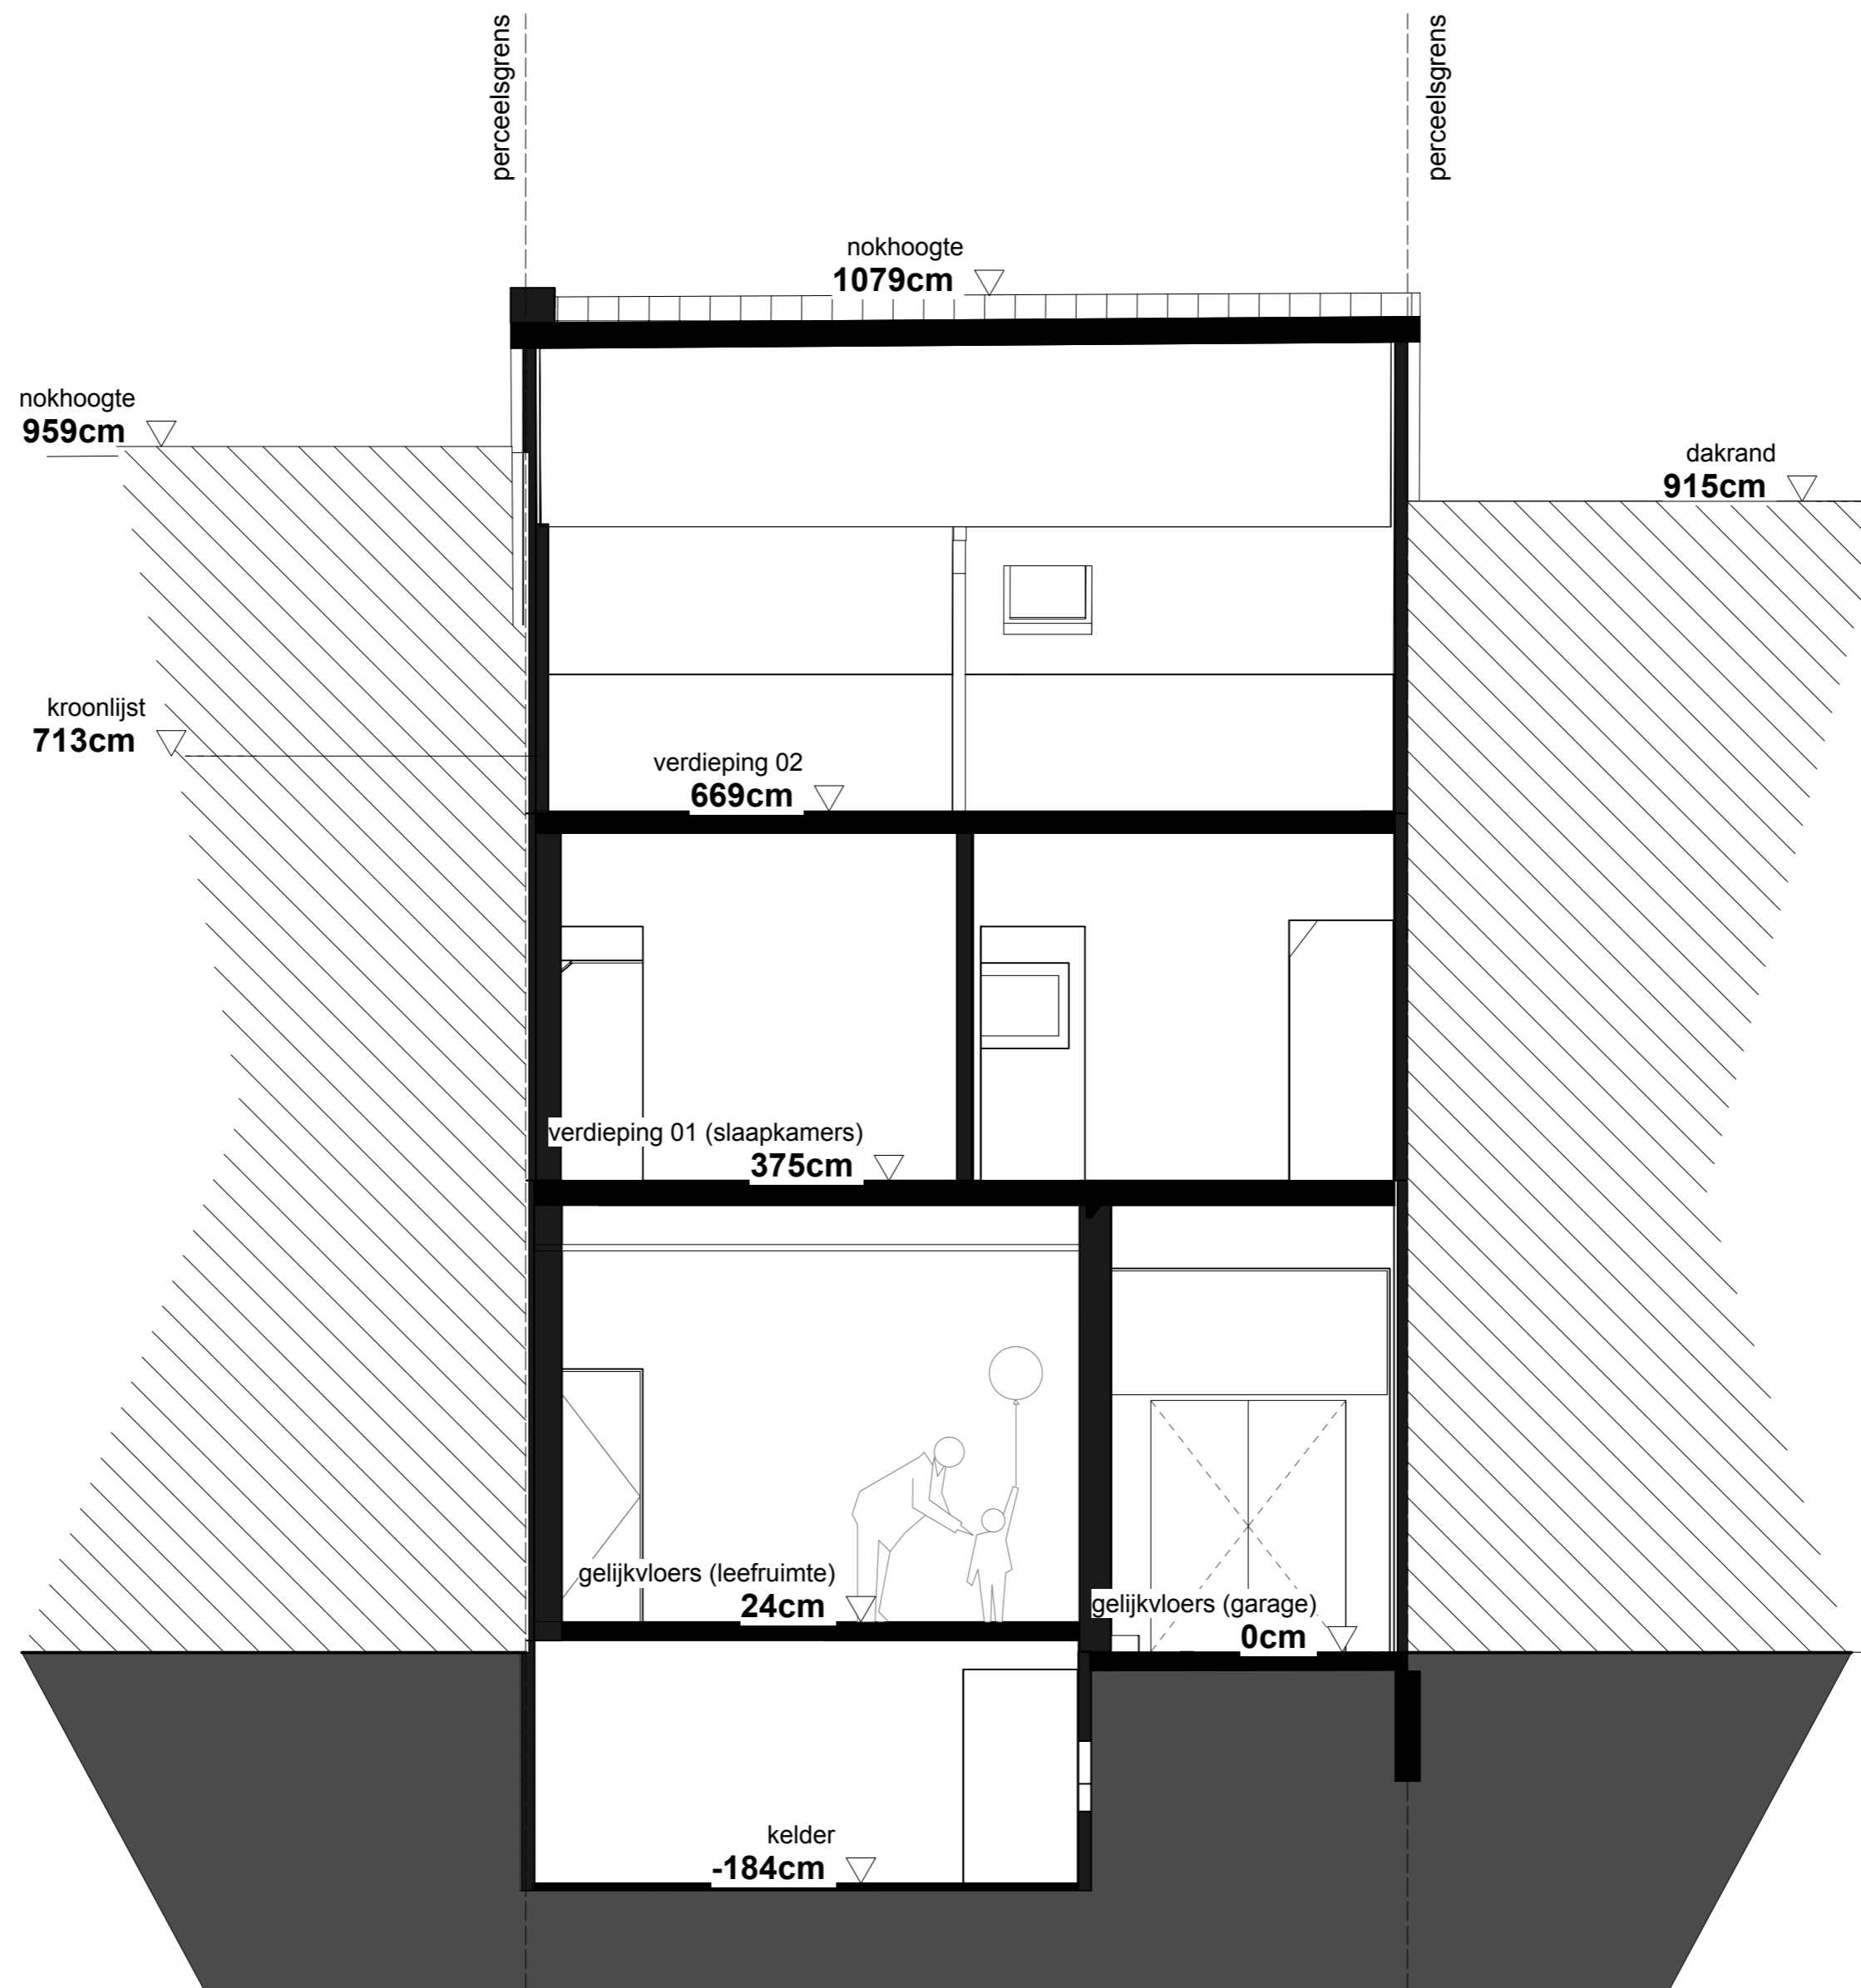 perceelsgrens
perceelsgrens
nokhoogte
1079cm
nokhoogte
959cm
dakrand
915cm
kroonlijst
713cm
verdieping 02
669cm
verdieping 01 (slaapkamers)
375cm
gelijkvloers (leefruimte)
24cm
gelijkvloers (garage)
0cm
kelder
-184cm